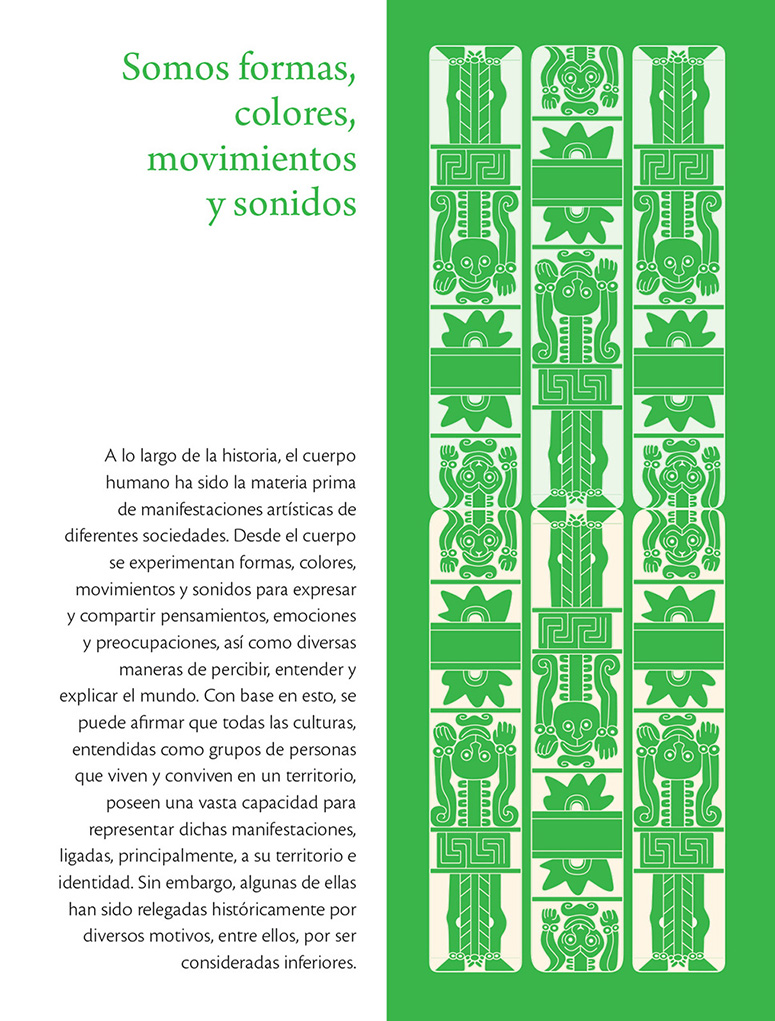 Somos formas,
colores,
movimientos
y sonidos
A lo largo de la historia, el cuerpo
humano ha sido la materia prima
de manifestaciones artísticas de
diferentes sociedades. Desde el cuerpo
se experimentan formas, colores,
movimientos y sonidos para expresar
y compartir pensamientos, emociones
y preocupaciones, así como diversas
maneras de percibir, entender y
explicar el mundo. Con base en esto, se
puede afirmar que todas las culturas,
entendidas como grupos de personas
que viven y conviven en un territorio,
poseen una vasta capacidad para
representar dichas manifestaciones,
ligadas, principalmente, a su territorio e
identidad. Sin embargo, algunas de ellas
han sido relegadas históricamente por
diversos motivos, entre ellos, por ser
consideradas inferiores.